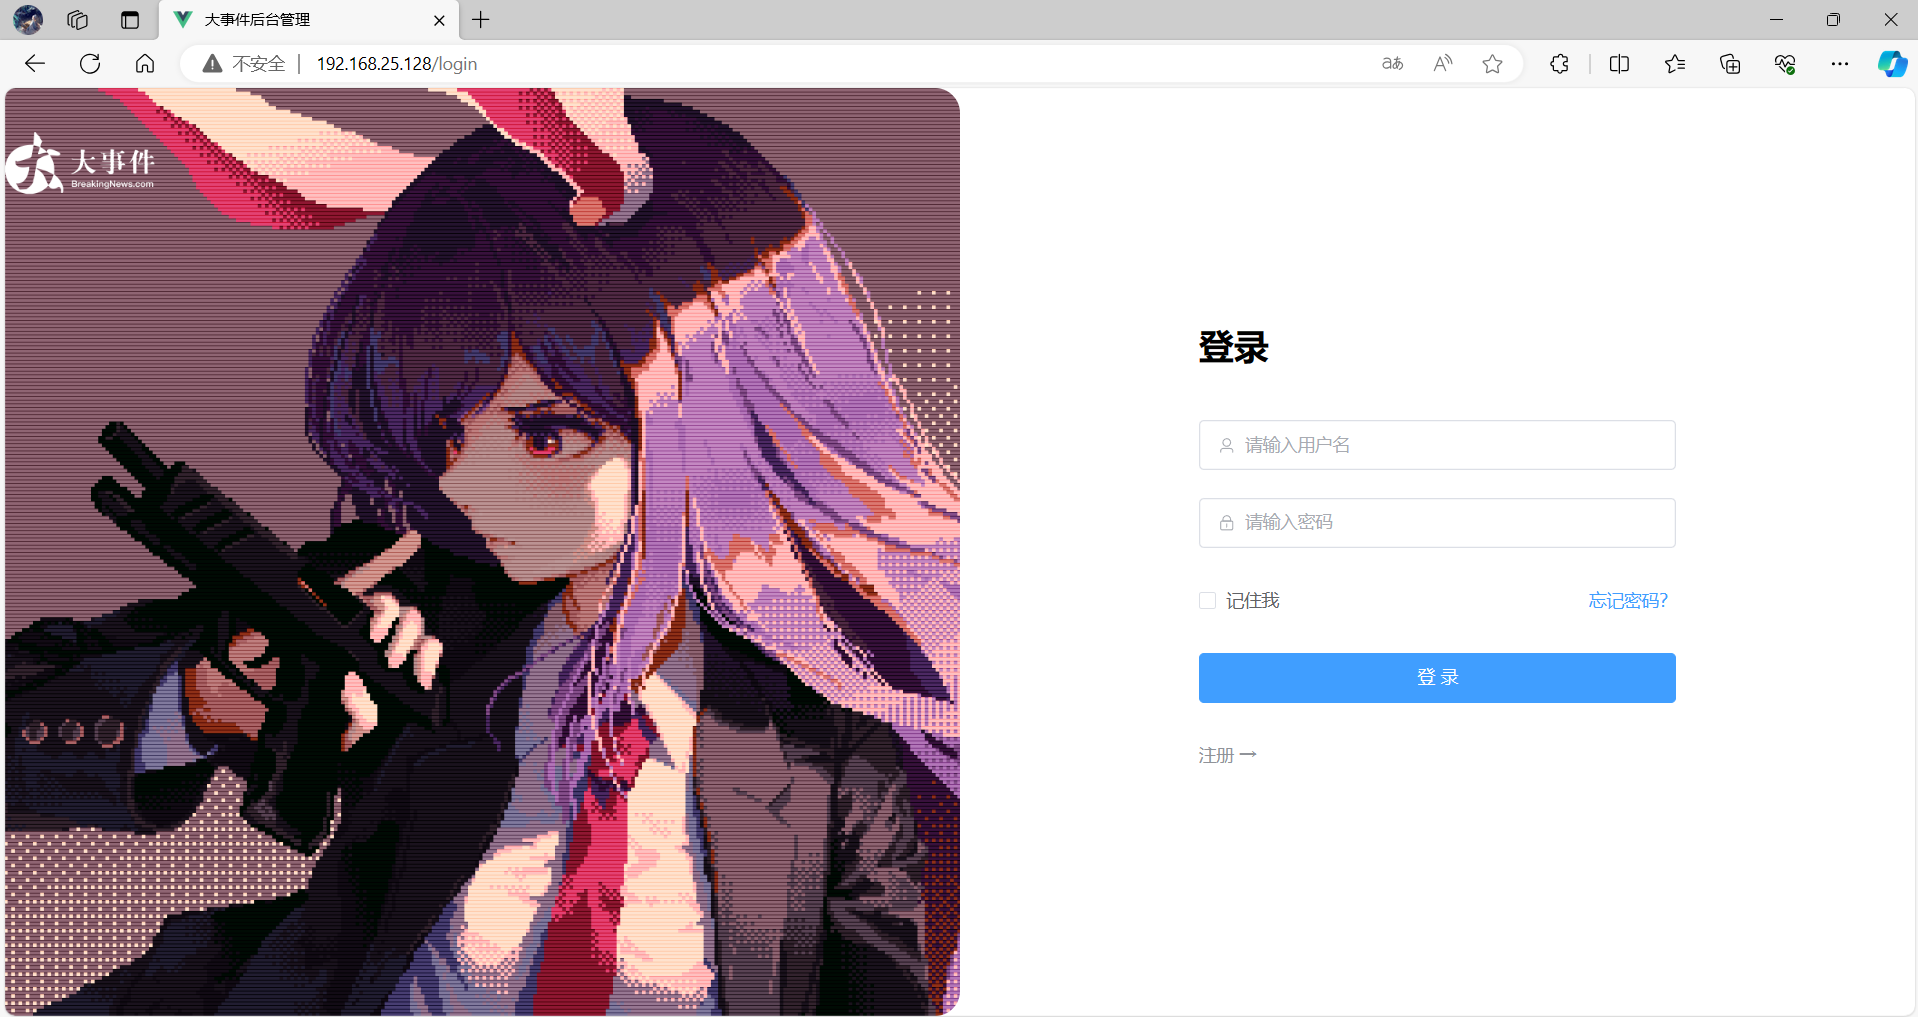 大事件后台管理
不安全 192.168.25.128/login
大事件
BreakingNews.com
登录
请输入用户名
请输入密码
记住我 忘记密码?
登 录
注册 →